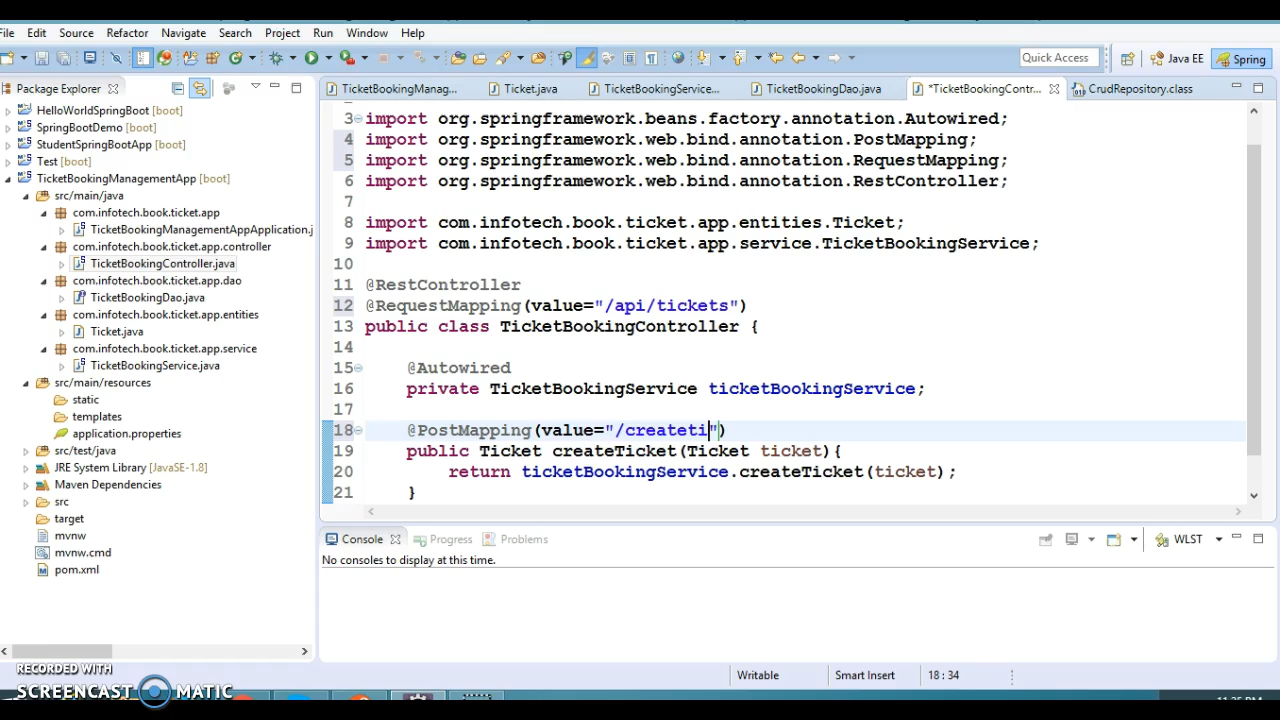 File Edit Source Refactor Navigate Search Project Run Window Help
Quick Access Java EE Spring
Package Explorer
HelloWorldSpringBoot [boot]
SpringBootDemo [boot]
StudentSpringBootApp [boot]
Test [boot]
TicketBookingManagementApp [boot]
src/main/java
com.infotech.book.ticket.app
TicketBookingManagementAppApplication.j
com.infotech.book.ticket.app.controller
TicketBookingController.java
com.infotech.book.ticket.app.dao
TicketBookingDao.java
com.infotech.book.ticket.app.entities
Ticket.java
com.infotech.book.ticket.app.service
TicketBookingService.java
src/main/resources
static
templates
application.properties
src/test/java
JRE System Library [JavaSE-1.8]
Maven Dependencies
src
target
mvnw
mvnw.cmd
pom.xml
TicketBookingManag... Ticket.java TicketBookingService... TicketBookingDao.java *TicketBookingContr... CrudRepository.class
3 import org.springframework.beans.factory.annotation.Autowired;
4 import org.springframework.web.bind.annotation.PostMapping;
5 import org.springframework.web.bind.annotation.RequestMapping;
6 import org.springframework.web.bind.annotation.RestController;
7
8 import com.infotech.book.ticket.app.entities.Ticket;
9 import com.infotech.book.ticket.app.service.TicketBookingService;
10
11 @RestController
12 @RequestMapping(value="/api/tickets")
13 public class TicketBookingController {
14
15 @Autowired
16 private TicketBookingService ticketBookingService;
17
18 @PostMapping(value="/createti")
19 public Ticket createTicket(Ticket ticket){
20 return ticketBookingService.createTicket(ticket);
21 }
Console Progress Problems WLST
No consoles to display at this time.
Writable Smart Insert 18 : 34
RECORDED WITH
SCREENCAST MATIC